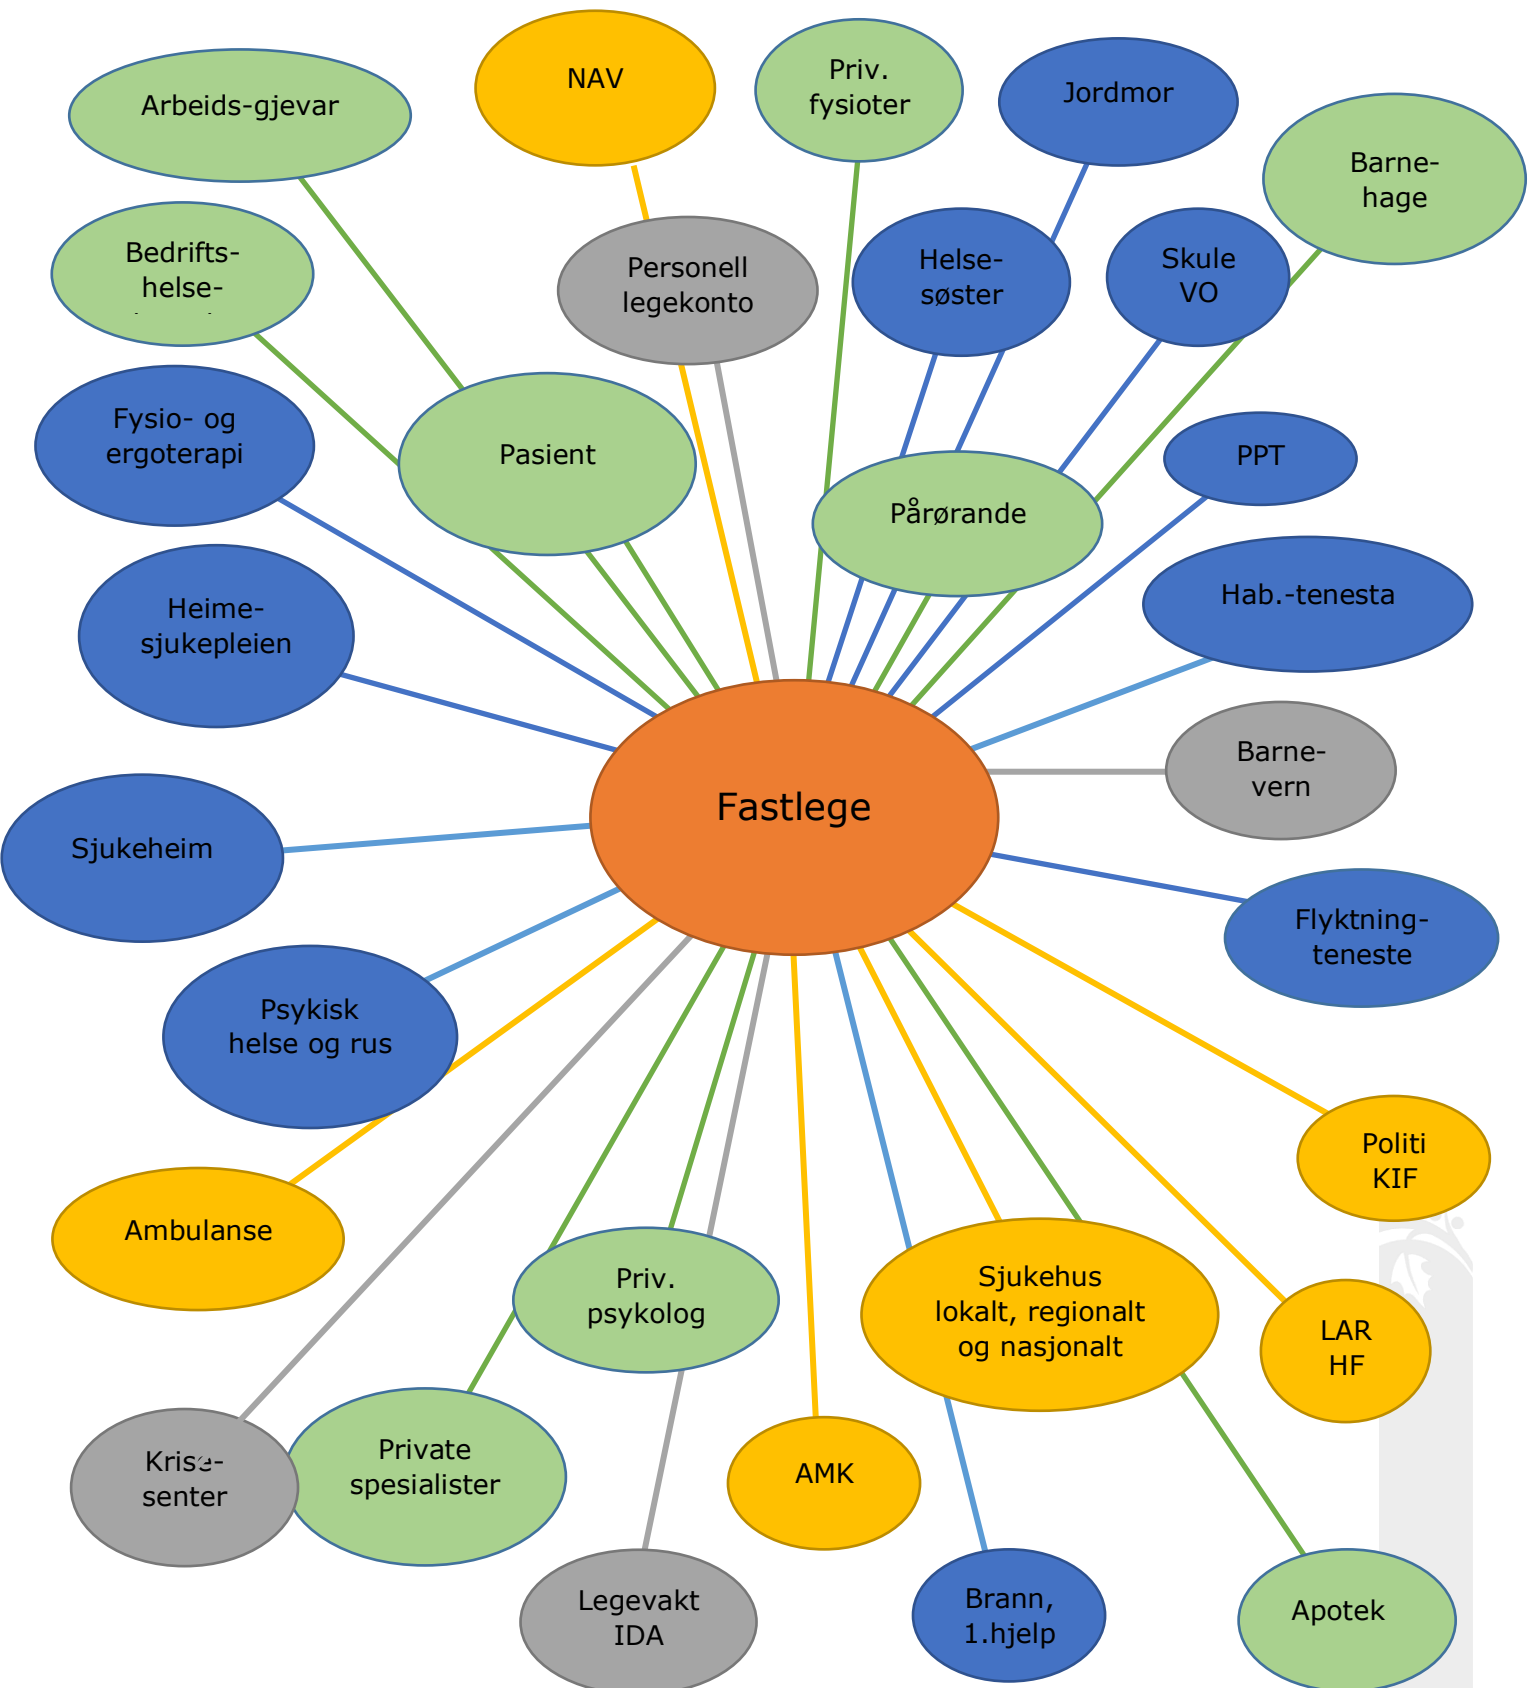 NAV
Priv.
fysioter
Jordmor
Arbeids-gjevar
Barne-
hage
Bedrifts-
helse-
Personell
legekonto
Helse-
søster
Skule
VO
Fysio- og
ergoterapi
Pasient
Pårørande
PPT
Heime-
sjukepleien
Hab.-tenesta
Barne-
vern
Fastlege
Sjukeheim
Flyktning-
teneste
Psykisk
helse og rus
Politi
KIF
Ambulanse
Priv.
psykolog
Sjukehus
lokalt, regionalt
og nasjonalt
LAR
HF
Krise-
senter
Private
spesialister
AMK
Legevakt
IDA
Brann,
1.hjelp
Apotek